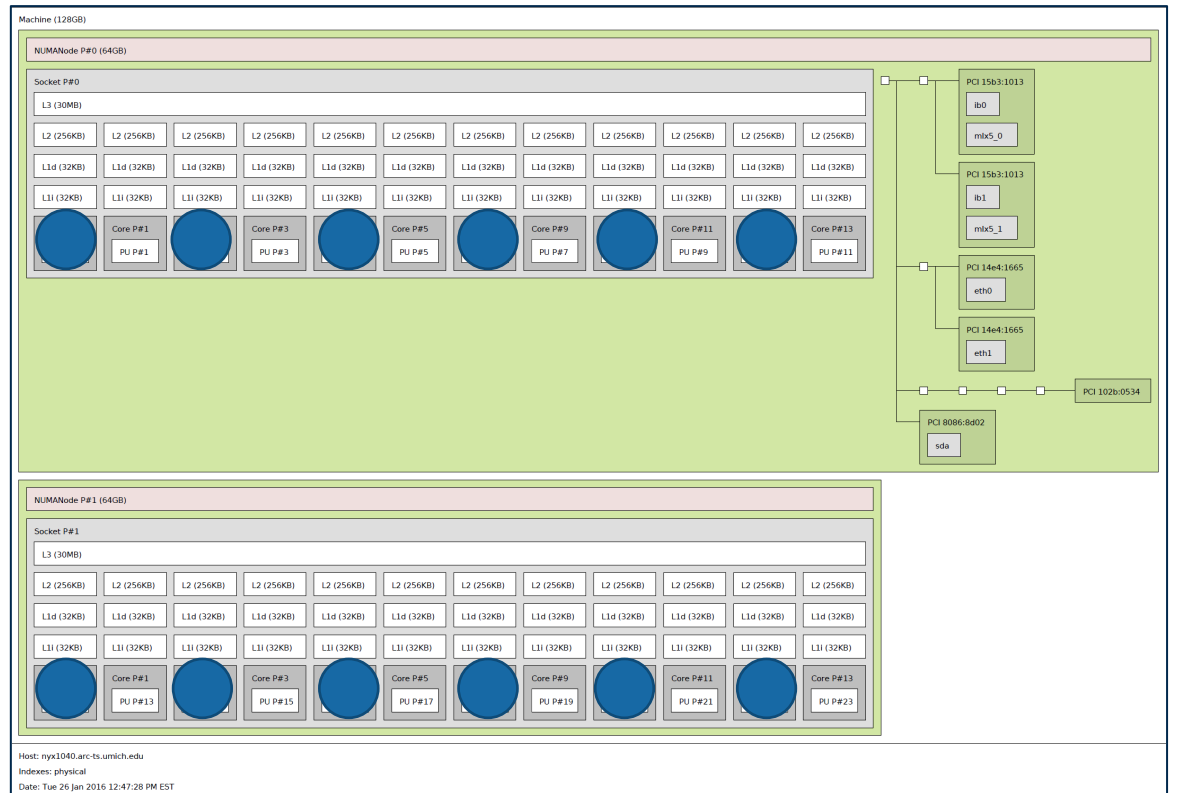 Machine (128GB)
NUMANode P#0 (64GB)
Socket P#0
L3 (30MB)
L2 (256KB) L2 (256KB) L2 (256KB) L2 (256KB) L2 (256KB) L2 (256KB) L2 (256KB) L2 (256KB) L2 (256KB) L2 (256KB) L2 (256KB) L2 (256KB)
L1d (32KB) L1d (32KB) L1d (32KB) L1d (32KB) L1d (32KB) L1d (32KB) L1d (32KB) L1d (32KB) L1d (32KB) L1d (32KB) L1d (32KB) L1d (32KB)
L1i (32KB) L1i (32KB) L1i (32KB) L1i (32KB) L1i (32KB) L1i (32KB) L1i (32KB) L1i (32KB) L1i (32KB) L1i (32KB) L1i (32KB) L1i (32KB)
Core P#1 Core P#3 Core P#5 Core P#9 Core P#11 Core P#13
PU P#1 PU P#3 PU P#5 PU P#7 PU P#9 PU P#11
PCI 15b3:1013
ib0
mlx5_0
PCI 15b3:1013
ib1
mlx5_1
PCI 14e4:1665
eth0
PCI 14e4:1665
eth1
PCI 102b:0534
PCI 8086:8d02
sda
NUMANode P#1 (64GB)
Socket P#1
L3 (30MB)
L2 (256KB) L2 (256KB) L2 (256KB) L2 (256KB) L2 (256KB) L2 (256KB) L2 (256KB) L2 (256KB) L2 (256KB) L2 (256KB) L2 (256KB) L2 (256KB)
L1d (32KB) L1d (32KB) L1d (32KB) L1d (32KB) L1d (32KB) L1d (32KB) L1d (32KB) L1d (32KB) L1d (32KB) L1d (32KB) L1d (32KB) L1d (32KB)
L1i (32KB) L1i (32KB) L1i (32KB) L1i (32KB) L1i (32KB) L1i (32KB) L1i (32KB) L1i (32KB) L1i (32KB) L1i (32KB) L1i (32KB) L1i (32KB)
Core P#1 Core P#3 Core P#5 Core P#9 Core P#11 Core P#13
PU P#13 PU P#15 PU P#17 PU P#19 PU P#21 PU P#23
Host: nyx1040.arc-ts.umich.edu
Indexes: physical
Date: Tue 26 Jan 2016 12:47:28 PM EST